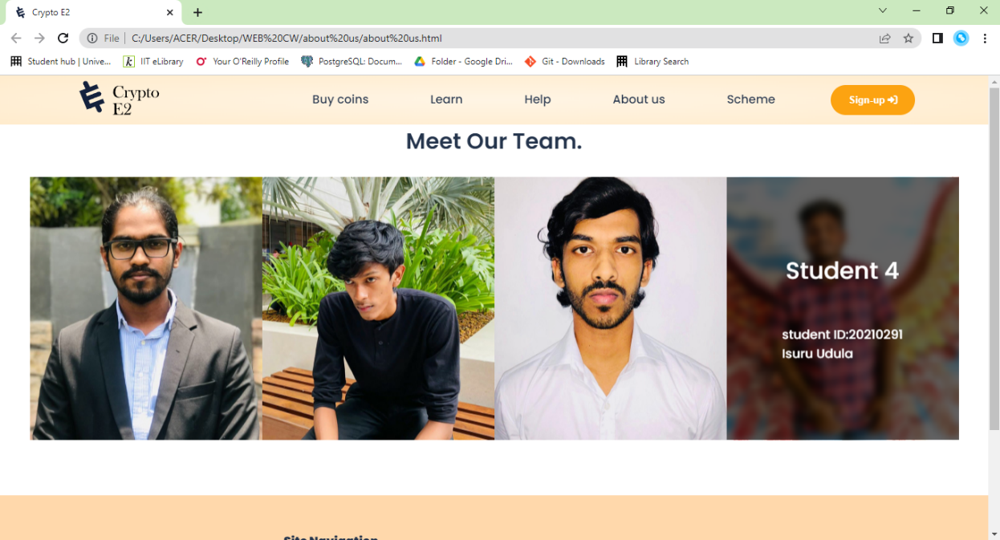 Crypto E2
File
C:/Users/ACER/Desktop/WEB%20CW/about%20us/about%20us.html
Student hub | Unive...
IIT eLibrary
Your O'Reilly Profile
PostgreSQL: Docum...
Folder - Google Dri...
Git - Downloads
Library Search
Crypto
E2
Buy coins
Learn
Help
About us
Scheme
Sign-up
Meet Our Team.
Student 4
student ID:20210291
Isuru Udula
Site Navigation